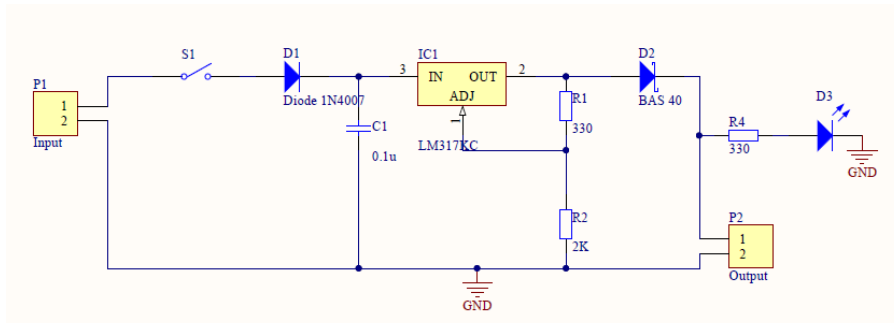 S1
D1
IC1
D2
P1
3
IN
OUT
2
D3
1
2
Diode 1N4007
ADJ
R1
BAS 40
Input
C1
1
330
R4
0.1u
LM317KC
330
GND
R2
P2
2K
1
2
Output
GND